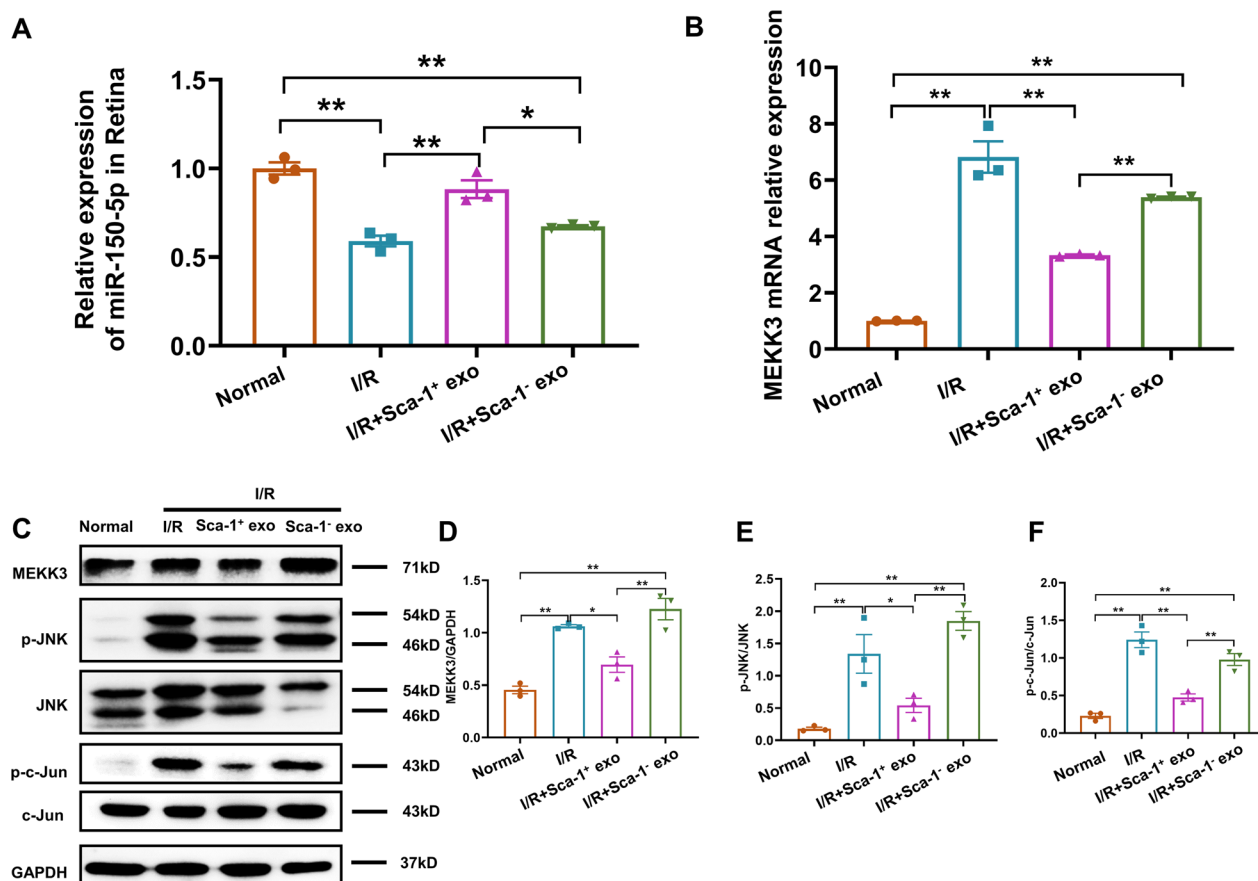 A
Relative expression
of miR-150-5p in Retina
1.5
1.0
0.5
0.0
**
**
**
*
Normal
I/R
I/R+Sca-1⁺ exo
I/R+Sca-1⁻ exo
B
MEKK3 mRNA relative expression
10
8
6
4
2
0
**
**
**
**
Normal
I/R
I/R+Sca-1⁺ exo
I/R+Sca-1⁻ exo
C
I/R
Normal I/R Sca-1⁺ exo Sca-1⁻ exo
MEKK3 71kD
54kD
p-JNK 46kD
JNK 54kD
46kD
p-c-Jun 43kD
c-Jun 43kD
GAPDH 37kD
D
MEKK3/GAPDH
1.5
1.0
0.5
0.0
**
**
*
**
Normal
I/R
I/R+Sca-1⁺ exo
I/R+Sca-1⁻ exo
E
p-JNK/JNK
2.5
2.0
1.5
1.0
0.5
0.0
**
**
*
**
Normal
I/R
I/R+Sca-1⁺ exo
I/R+Sca-1⁻ exo
F
p-c-Jun/c-Jun
2.0
1.5
1.0
0.5
0.0
**
**
**
**
Normal
I/R
I/R+Sca-1⁺ exo
I/R+Sca-1⁻ exo